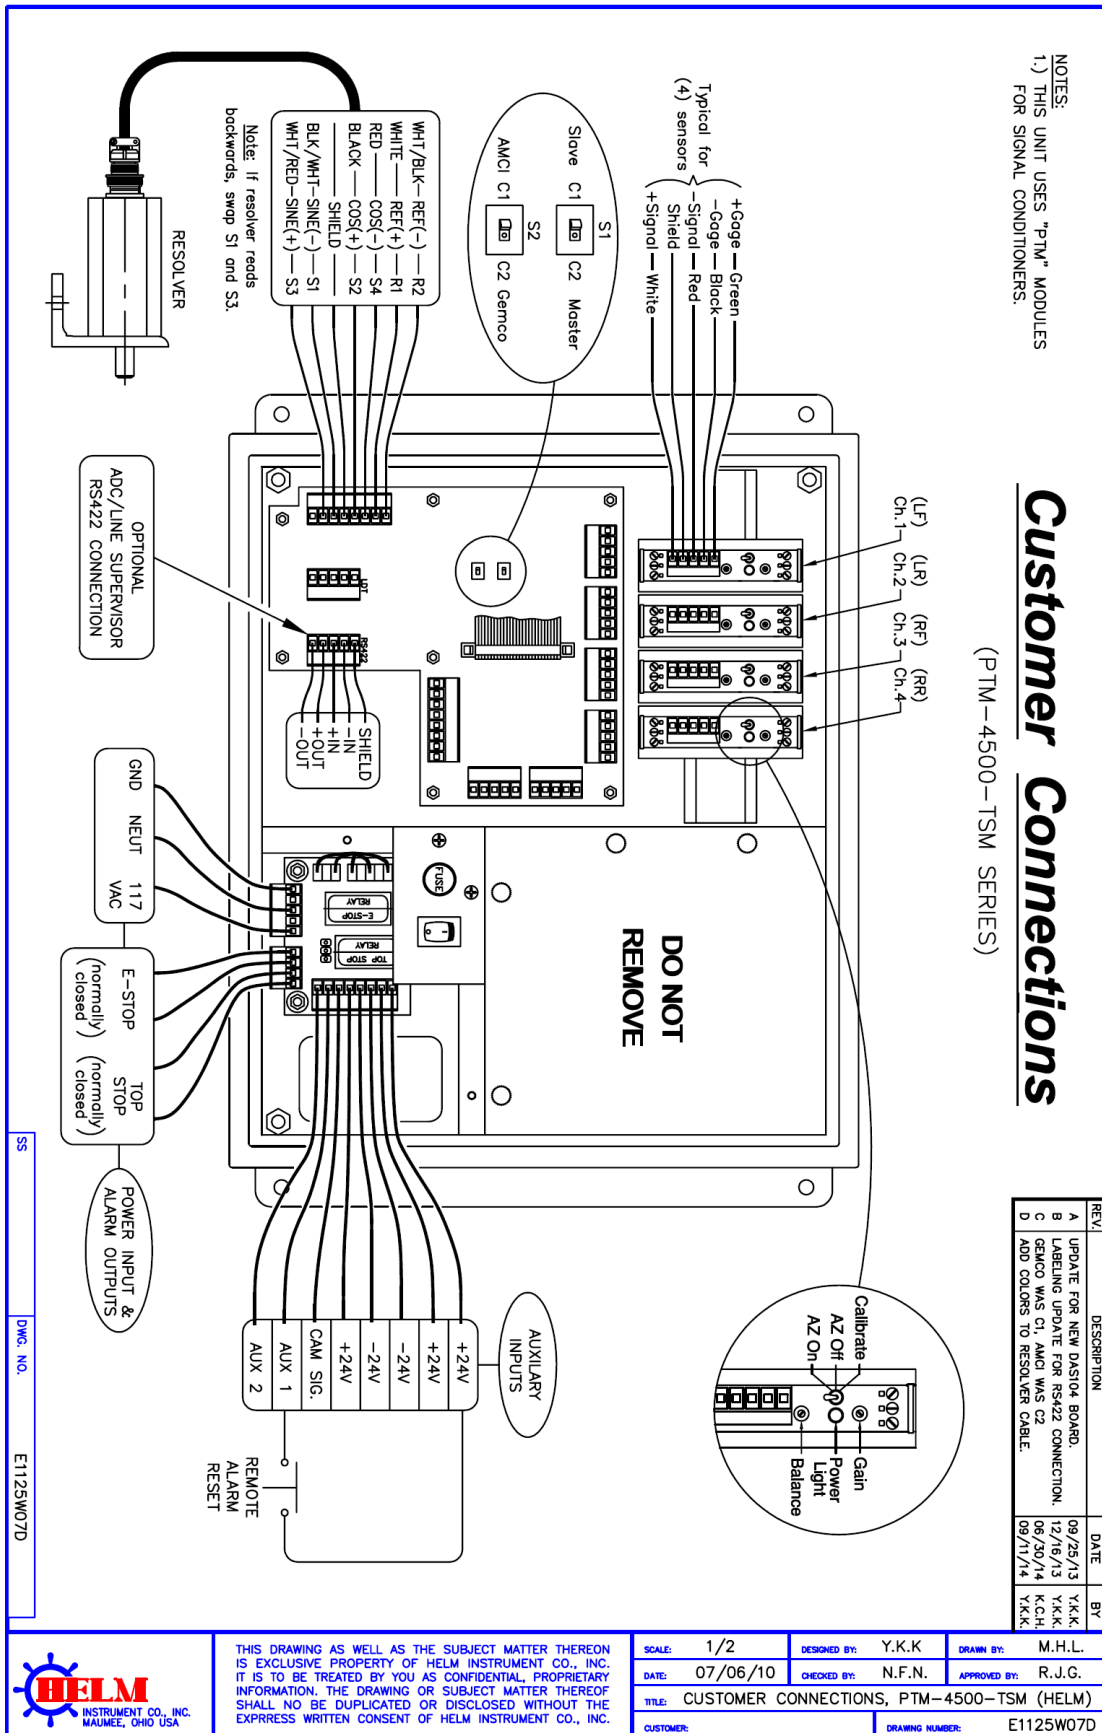 Customer Connections
(PTM-4500-TSM SERIES)
NOTES:
1.) THIS UNIT USES "PTM" MODULES
FOR SIGNAL CONDITIONERS.
REV. DESCRIPTION DATE BY
A UPDATE FOR NEW DAS104 BOARD. 09/25/13 Y.K.K.
B LABELING UPDATE FOR RS422 CONNECTION. 12/16/13 Y.K.K.
C GEMCO WAS C1, AMCI WAS C2 06/30/14 K.C.H.
D ADD COLORS TO RESOLVER CABLE. 09/11/14 Y.K.K.
(LF)
Ch.1
(LR)
Ch.2
(RF)
Ch.3
(RR)
Ch.4
Typical for
(4) sensors
+Gage Green
-Gage Black
-Signal Red
Shield
+Signal White
S1
Slave C1 C2 Master
S2
AMCI C1 C2 Gemco
WHT/BLK REF(-) R2
WHITE REF(+) R1
RED COS(-) S4
BLACK COS(+) S2
SHIELD
BLK/WHT SINE(-) S1
WHT/RED SINE(+) S3
Note: If resolver reads
backwards, swap S1 and S3.
RESOLVER
OPTIONAL
ADC/LINE SUPERVISOR
RS422 CONNECTION
LDT
RS422
SHIELD
-IN
+IN
+OUT
-OUT
DO NOT
REMOVE
FUSE
E-STOP
RELAY
TOP STOP
RELAY
GND NEUT 117
VAC
E-STOP
(normally
closed)
TOP
STOP
(normally
closed)
POWER INPUT &
ALARM OUTPUTS
Calibrate
AZ Off
AZ On
Gain
Power
Light
Balance
AUXILARY
INPUTS
+24V
+24V
-24V
-24V
+24V
CAM SIG.
AUX 1
AUX 2
REMOTE
ALARM
RESET
SS DWG. NO. E1125W07D
HELM
INSTRUMENT CO., INC.
MAUMEE, OHIO USA
THIS DRAWING AS WELL AS THE SUBJECT MATTER THEREON
IS EXCLUSIVE PROPERTY OF HELM INSTRUMENT CO., INC.
IT IS TO BE TREATED BY YOU AS CONFIDENTIAL, PROPRIETARY
INFORMATION. THE DRAWING OR SUBJECT MATTER THEREOF
SHALL NO BE DUPLICATED OR DISCLOSED WITHOUT THE
EXPRRESS WRITTEN CONSENT OF HELM INSTRUMENT CO., INC.
SCALE: 1/2 DESIGNED BY: Y.K.K DRAWN BY: M.H.L.
DATE: 07/06/10 CHECKED BY: N.F.N. APPROVED BY: R.J.G.
TITLE: CUSTOMER CONNECTIONS, PTM-4500-TSM (HELM)
CUSTOMER: DRAWING NUMBER: E1125W07D